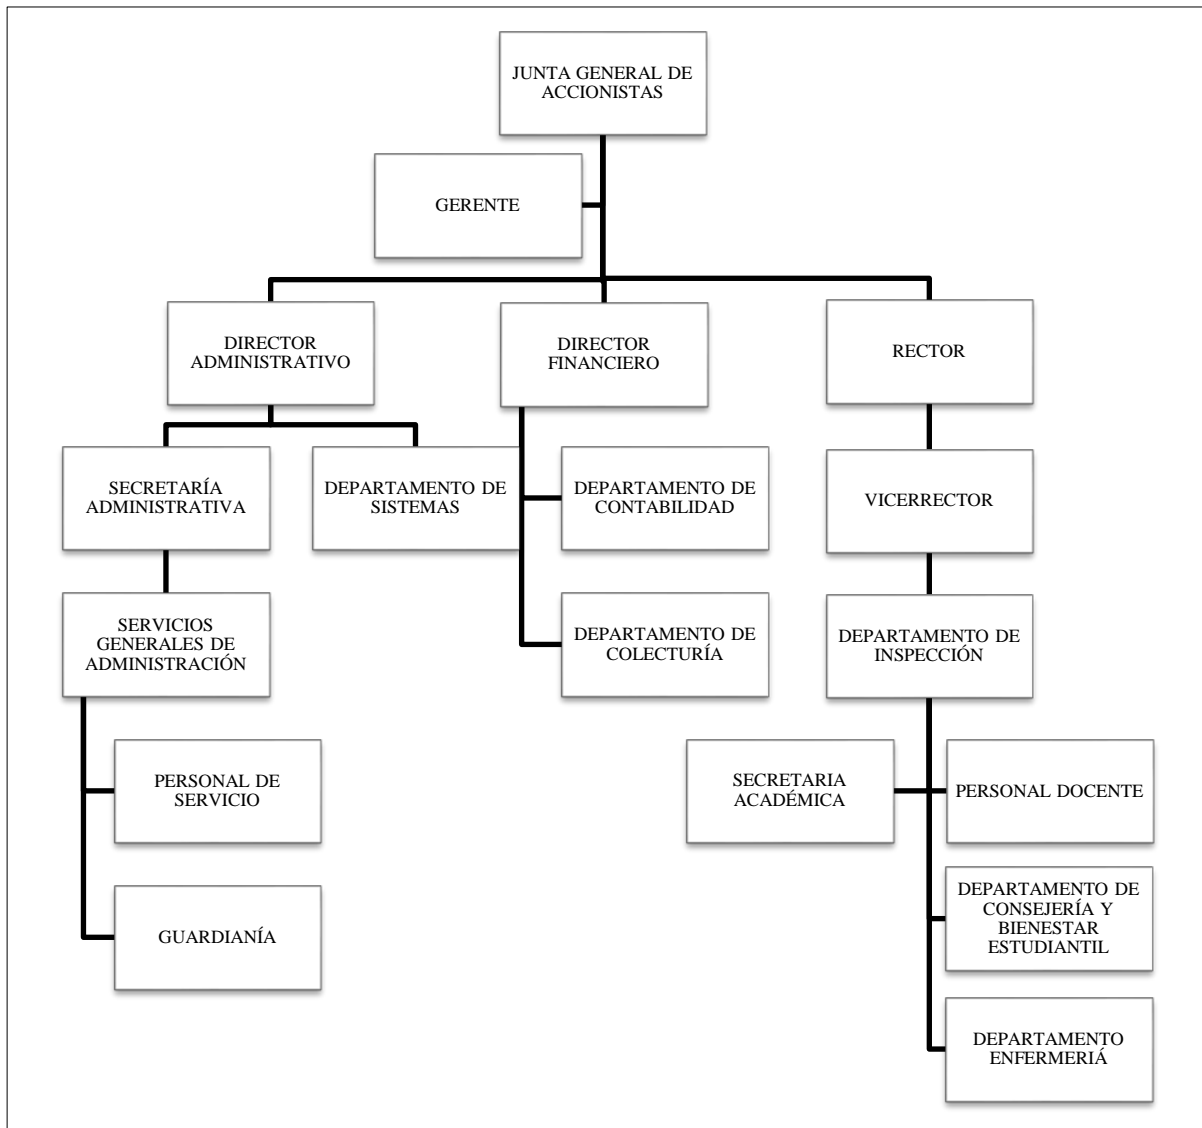 JUNTA GENERAL DE
ACCIONISTAS
GERENTE
DIRECTOR
ADMINISTRATIVO
DIRECTOR
FINANCIERO
RECTOR
SECRETARÍA
ADMINISTRATIVA
DEPARTAMENTO DE
SISTEMAS
DEPARTAMENTO DE
CONTABILIDAD
VICERRECTOR
SERVICIOS
GENERALES DE
ADMINISTRACIÓN
DEPARTAMENTO DE
COLECTURÍA
DEPARTAMENTO DE
INSPECCIÓN
PERSONAL DE
SERVICIO
SECRETARIA
ACADÉMICA
PERSONAL DOCENTE
GUARDIANÍA
DEPARTAMENTO DE
CONSEJERÍA Y
BIENESTAR
ESTUDIANTIL
DEPARTAMENTO
ENFERMERIÁ